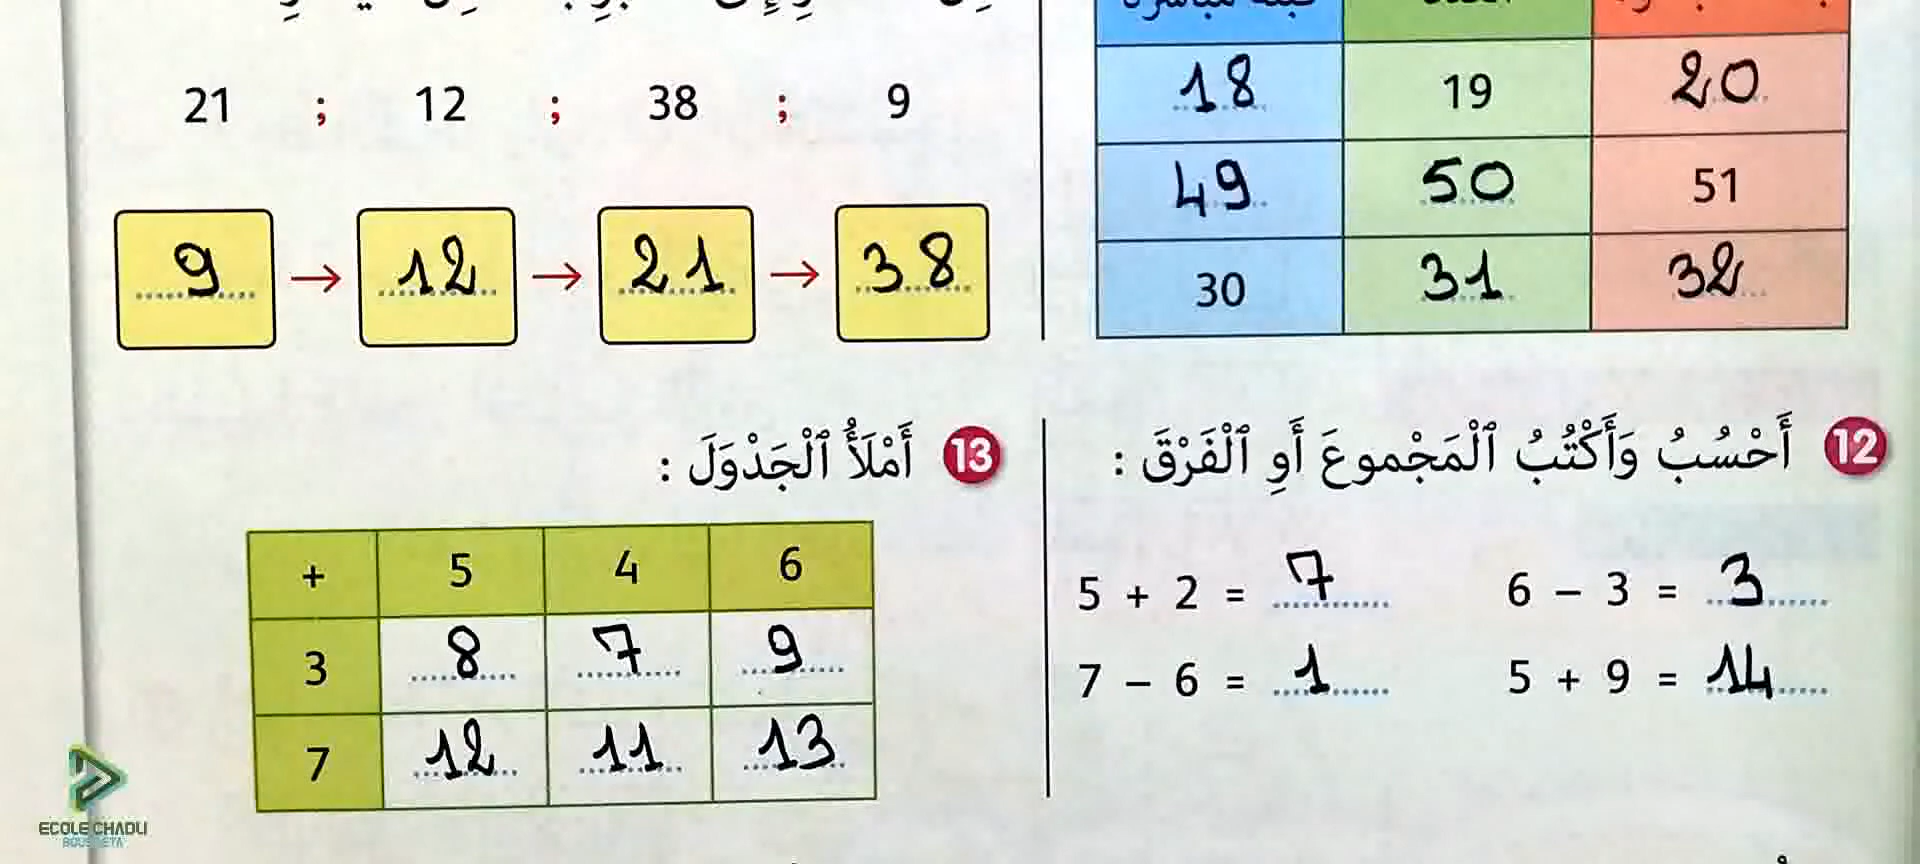 18 19 20
49 50 51
30 31 32
21 ; 12 ; 38 ; 9
9 → 12 → 21 → 38
12 أَحْسُبُ وَأَكْتُبُ ٱلْمَجْموعَ أَوِ ٱلْفَرْقَ :
5 + 2 = 7 6 – 3 = 3
7 – 6 = 1 5 + 9 = 14
13 أَمْلَأُ ٱلْجَدْوَلَ :
+ 5 4 6
3 8 7 9
7 12 11 13
ECOLE CHADLI